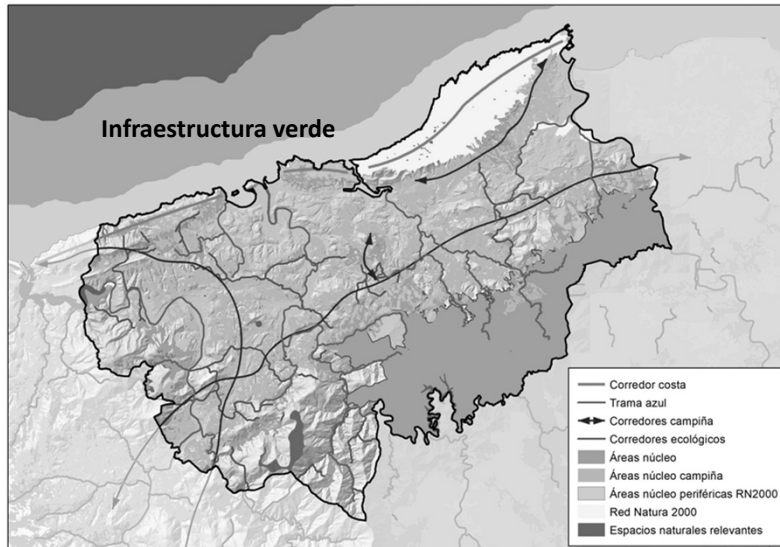 Infraestructura verde
Corredor costa
Trama azul
Corredores campiña
Corredores ecológicos
Áreas núcleo
Áreas núcleo campiña
Áreas núcleo periféricas RN2000
Red Natura 2000
Espacios naturales relevantes